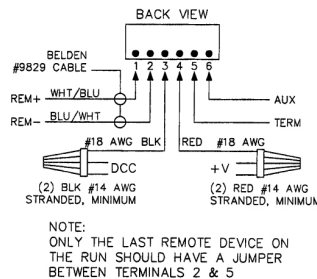 BACK VIEW
BELDEN
#9829 CABLE
1 2 3 4 5 6
REM+ WHT/BLU
AUX
REM- BLU/WHT
TERM
#18 AWG BLK
RED #18 AWG
DCC
+V
(2) BLK #14 AWG
STRANDED, MINIMUM
(2) RED #14 AWG
STRANDED, MINIMUM
NOTE:
ONLY THE LAST REMOTE DEVICE ON
THE RUN SHOULD HAVE A JUMPER
BETWEEN TERMINALS 2 & 5